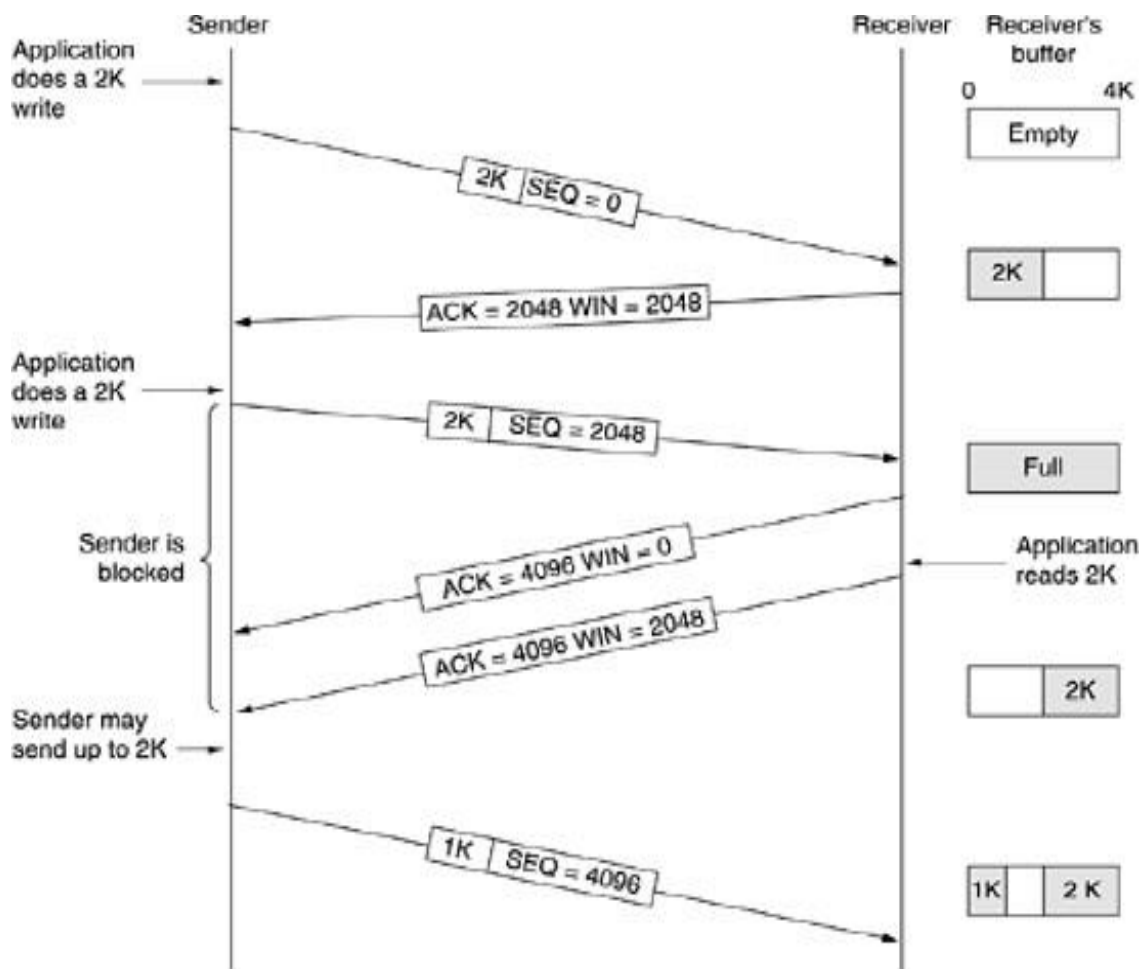 Sender
Receiver
Receiver's
buffer
Application
does a 2K
write
0
4K
Empty
2K SEQ = 0
2K
ACK = 2048 WIN = 2048
Application
does a 2K
write
2K SEQ = 2048
Full
Sender is
blocked
ACK = 4096 WIN = 0
Application
reads 2K
ACK = 4096 WIN = 2048
2K
Sender may
send up to 2K
1K SEQ = 4096
1K 2 K